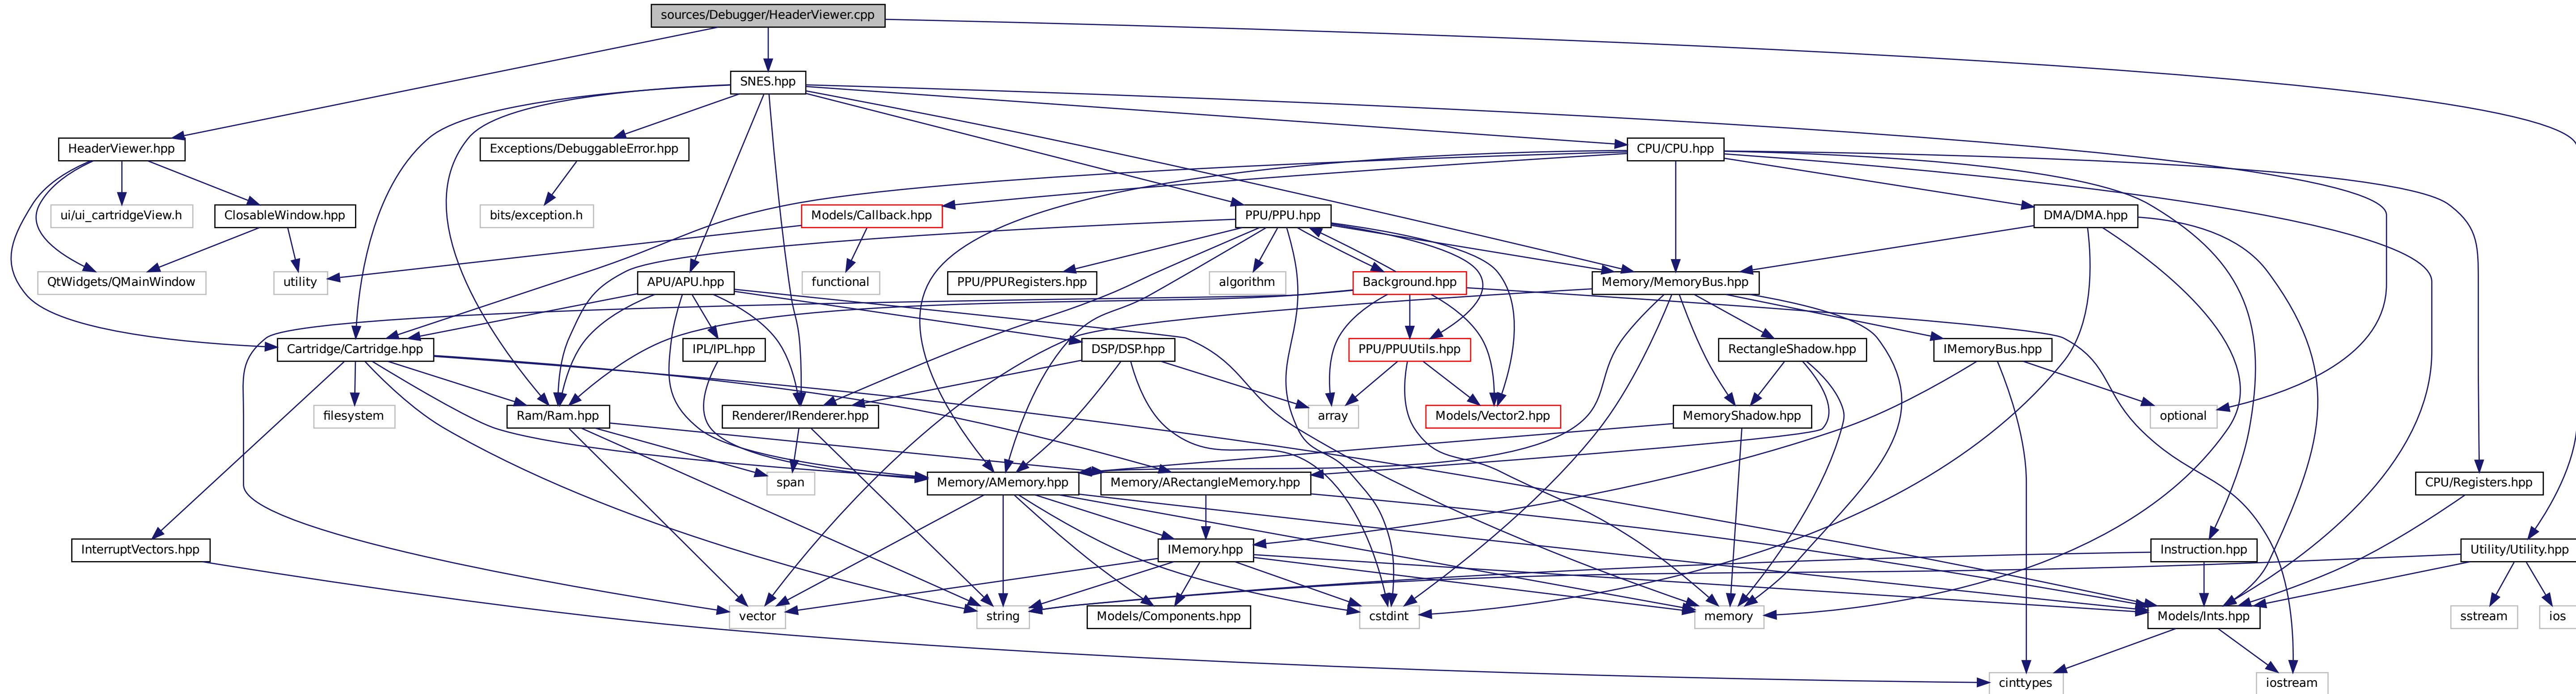 sources/Debugger/HeaderViewer.cpp
SNES.hpp
HeaderViewer.hpp
Exceptions/DebuggableError.hpp
CPU/CPU.hpp
ui/ui_cartridgeView.h
ClosableWindow.hpp
bits/exception.h
Models/Callback.hpp
PPU/PPU.hpp
DMA/DMA.hpp
QtWidgets/QMainWindow
utility
APU/APU.hpp
functional
PPU/PPURegisters.hpp
algorithm
Background.hpp
Memory/MemoryBus.hpp
Cartridge/Cartridge.hpp
IPL/IPL.hpp
DSP/DSP.hpp
PPU/PPUUtils.hpp
RectangleShadow.hpp
IMemoryBus.hpp
filesystem
Ram/Ram.hpp
Renderer/IRenderer.hpp
array
Models/Vector2.hpp
MemoryShadow.hpp
optional
span
Memory/AMemory.hpp
Memory/ARectangleMemory.hpp
CPU/Registers.hpp
InterruptVectors.hpp
IMemory.hpp
Instruction.hpp
Utility/Utility.hpp
vector
string
Models/Components.hpp
cstdint
memory
Models/Ints.hpp
sstream
ios
cinttypes
iostream